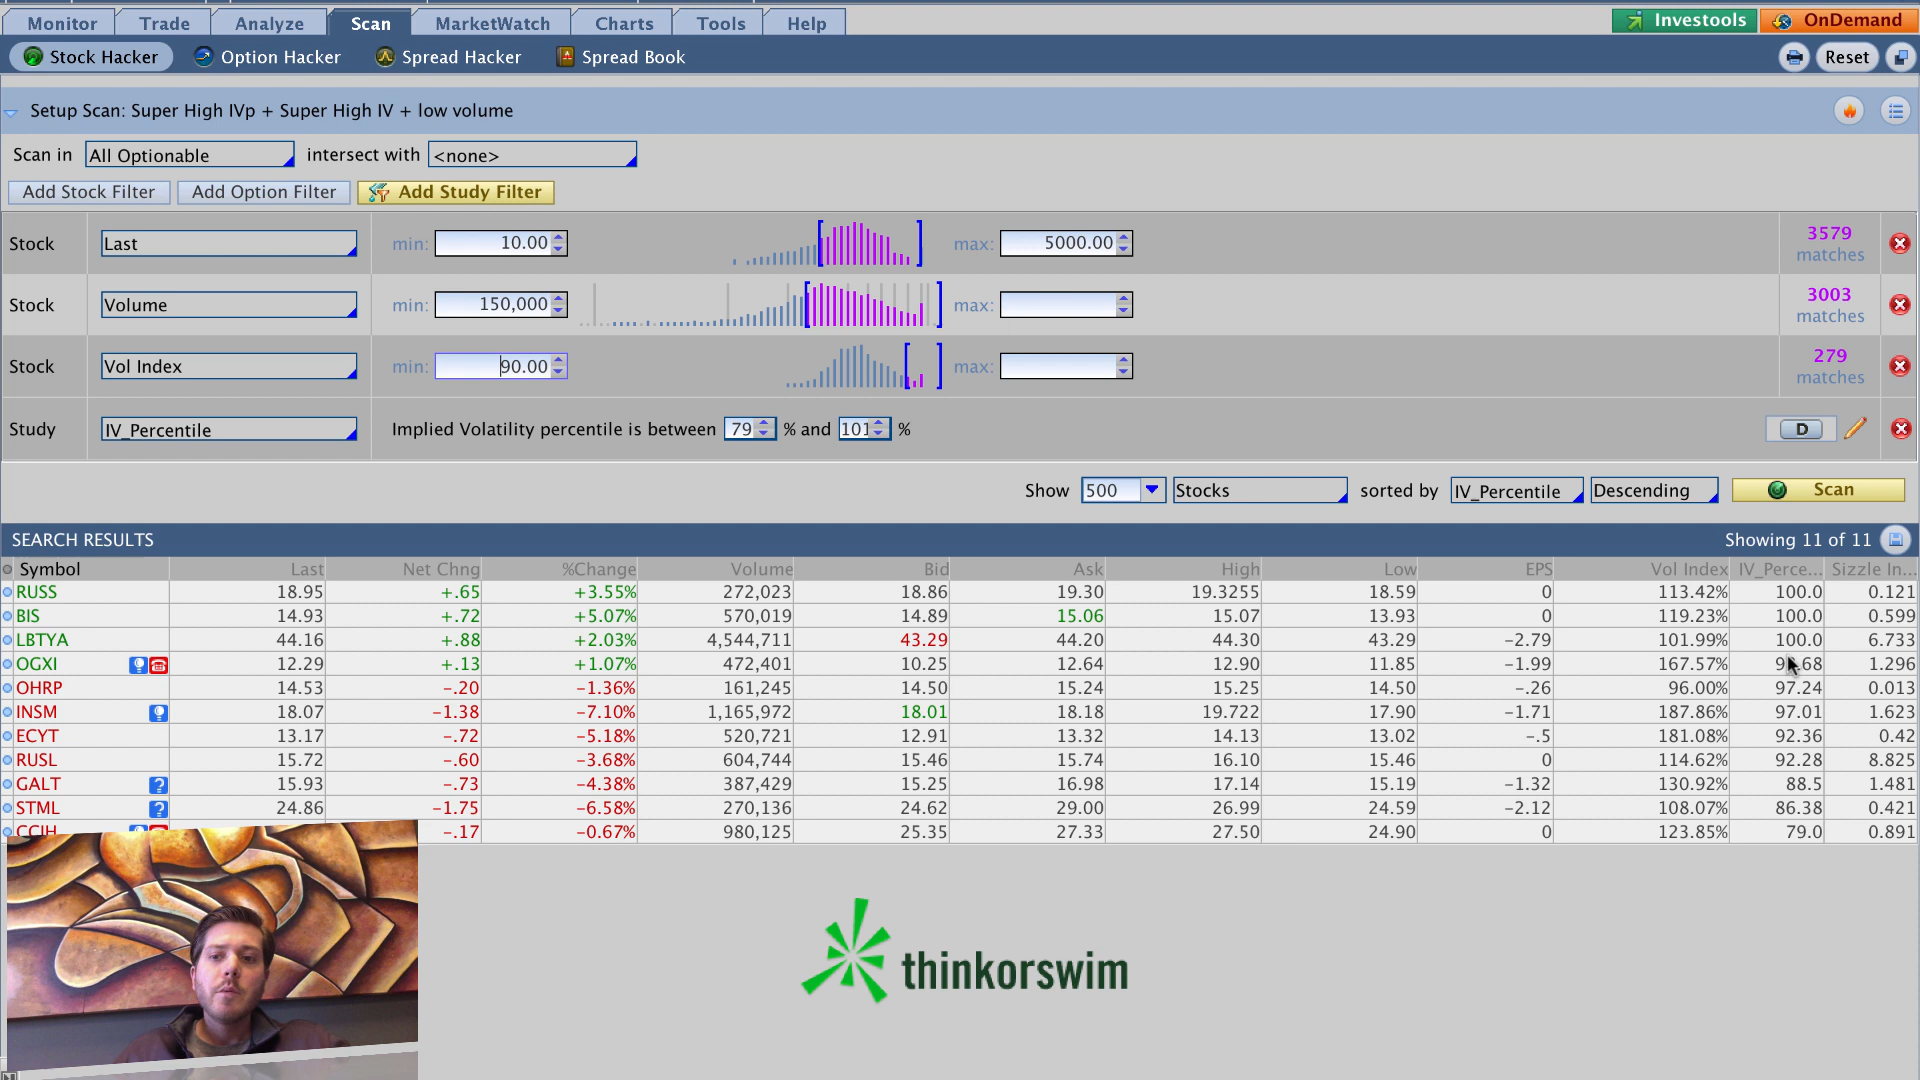 Monitor Trade Analyze Scan MarketWatch Charts Tools Help Investools OnDemand
Stock Hacker Option Hacker Spread Hacker Spread Book Reset
Setup Scan: Super High IVp + Super High IV + low volume
Scan in All Optionable intersect with <none>
Add Stock Filter Add Option Filter Add Study Filter
Stock Last min: 10.00 max: 5000.00 3579 matches
Stock Volume min: 150,000 max: 3003 matches
Stock Vol Index min: 90.00 max: 279 matches
Study IV_Percentile Implied Volatility percentile is between 79 % and 101 % D
Show 500 Stocks sorted by IV_Percentile Descending Scan
SEARCH RESULTS Showing 11 of 11
Symbol Last Net Chng %Change Volume Bid Ask High Low EPS Vol Index IV_Perce... Sizzle In...
RUSS 18.95 +.65 +3.55% 272,023 18.86 19.30 19.3255 18.59 0 113.42% 100.0 0.121
BIS 14.93 +.72 +5.07% 570,019 14.89 15.06 15.07 13.93 0 119.23% 100.0 0.599
LBTYA 44.16 +.88 +2.03% 4,544,711 43.29 44.20 44.30 43.29 -2.79 101.99% 100.0 6.733
OGXI 12.29 +.13 +1.07% 472,401 10.25 12.64 12.90 11.85 -1.99 167.57% 1.296
OHRP 14.53 -.20 -1.36% 161,245 14.50 15.24 15.25 14.50 -.26 96.00% 97.24 0.013
INSM 18.07 -1.38 -7.10% 1,165,972 18.01 18.18 19.722 17.90 -1.71 187.86% 97.01 1.623
ECYT 13.17 -.72 -5.18% 520,721 12.91 13.32 14.13 13.02 -.5 181.08% 92.36 0.42
RUSL 15.72 -.60 -3.68% 604,744 15.46 15.74 16.10 15.46 0 114.62% 92.28 8.825
GALT ? 15.93 -.73 -4.38% 387,429 15.25 16.98 17.14 15.19 -1.32 130.92% 88.5 1.481
STML ? 24.86 -1.75 -6.58% 270,136 24.62 29.00 26.99 24.59 -2.12 108.07% 86.38 0.421
-.17 -0.67% 980,125 25.35 27.33 27.50 24.90 0 123.85% 79.0 0.891
thinkorswim